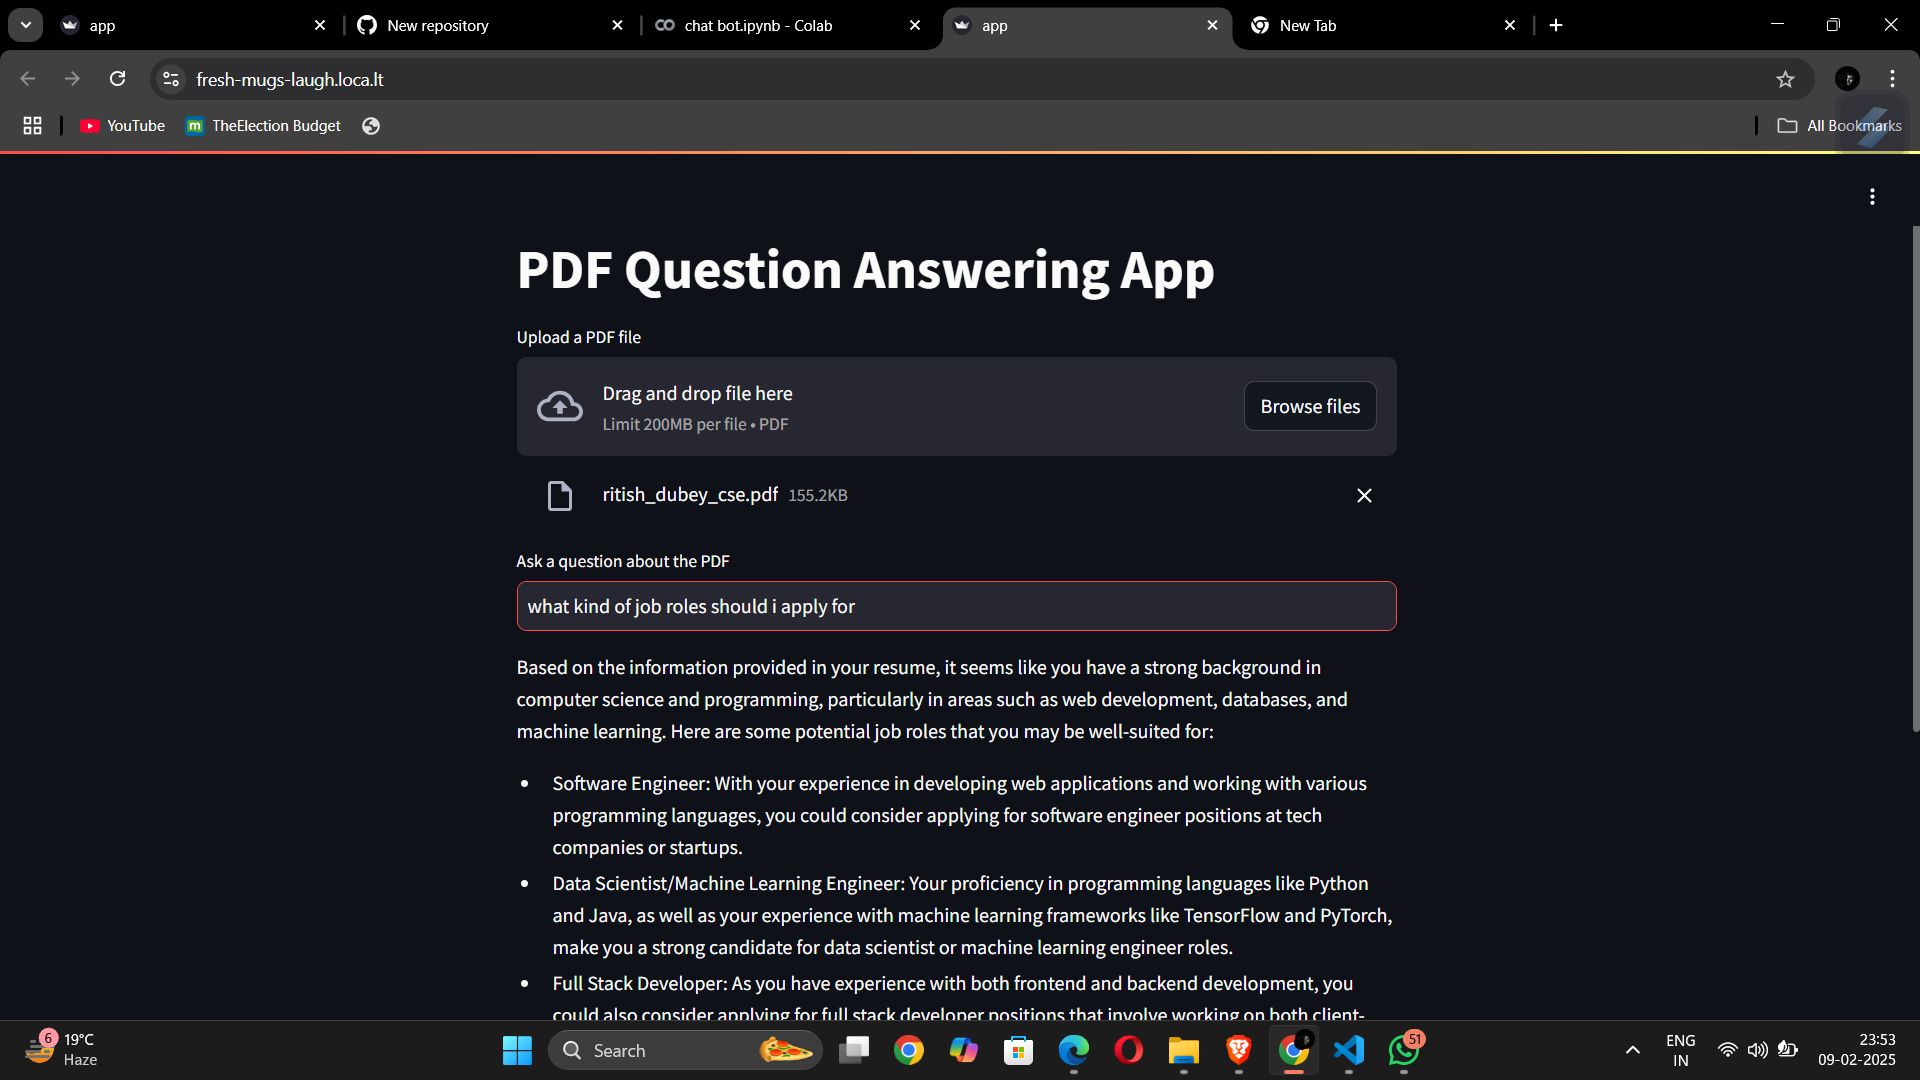 app
New repository
chat bot.ipynb - Colab
app
New Tab
fresh-mugs-laugh.loca.lt
YouTube
TheElection Budget
All Bookmarks
PDF Question Answering App
Upload a PDF file
Drag and drop file here
Limit 200MB per file • PDF
Browse files
ritish_dubey_cse.pdf 155.2KB
Ask a question about the PDF
what kind of job roles should i apply for
Based on the information provided in your resume, it seems like you have a strong background in
computer science and programming, particularly in areas such as web development, databases, and
machine learning. Here are some potential job roles that you may be well-suited for:
• Software Engineer: With your experience in developing web applications and working with various
programming languages, you could consider applying for software engineer positions at tech
companies or startups.
• Data Scientist/Machine Learning Engineer: Your proficiency in programming languages like Python
and Java, as well as your experience with machine learning frameworks like TensorFlow and PyTorch,
make you a strong candidate for data scientist or machine learning engineer roles.
• Full Stack Developer: As you have experience with both frontend and backend development, you
could also consider applying for full stack developer positions that involve working on both client-
6
19°C
Haze
Search
51
ENG
IN
23:53
09-02-2025